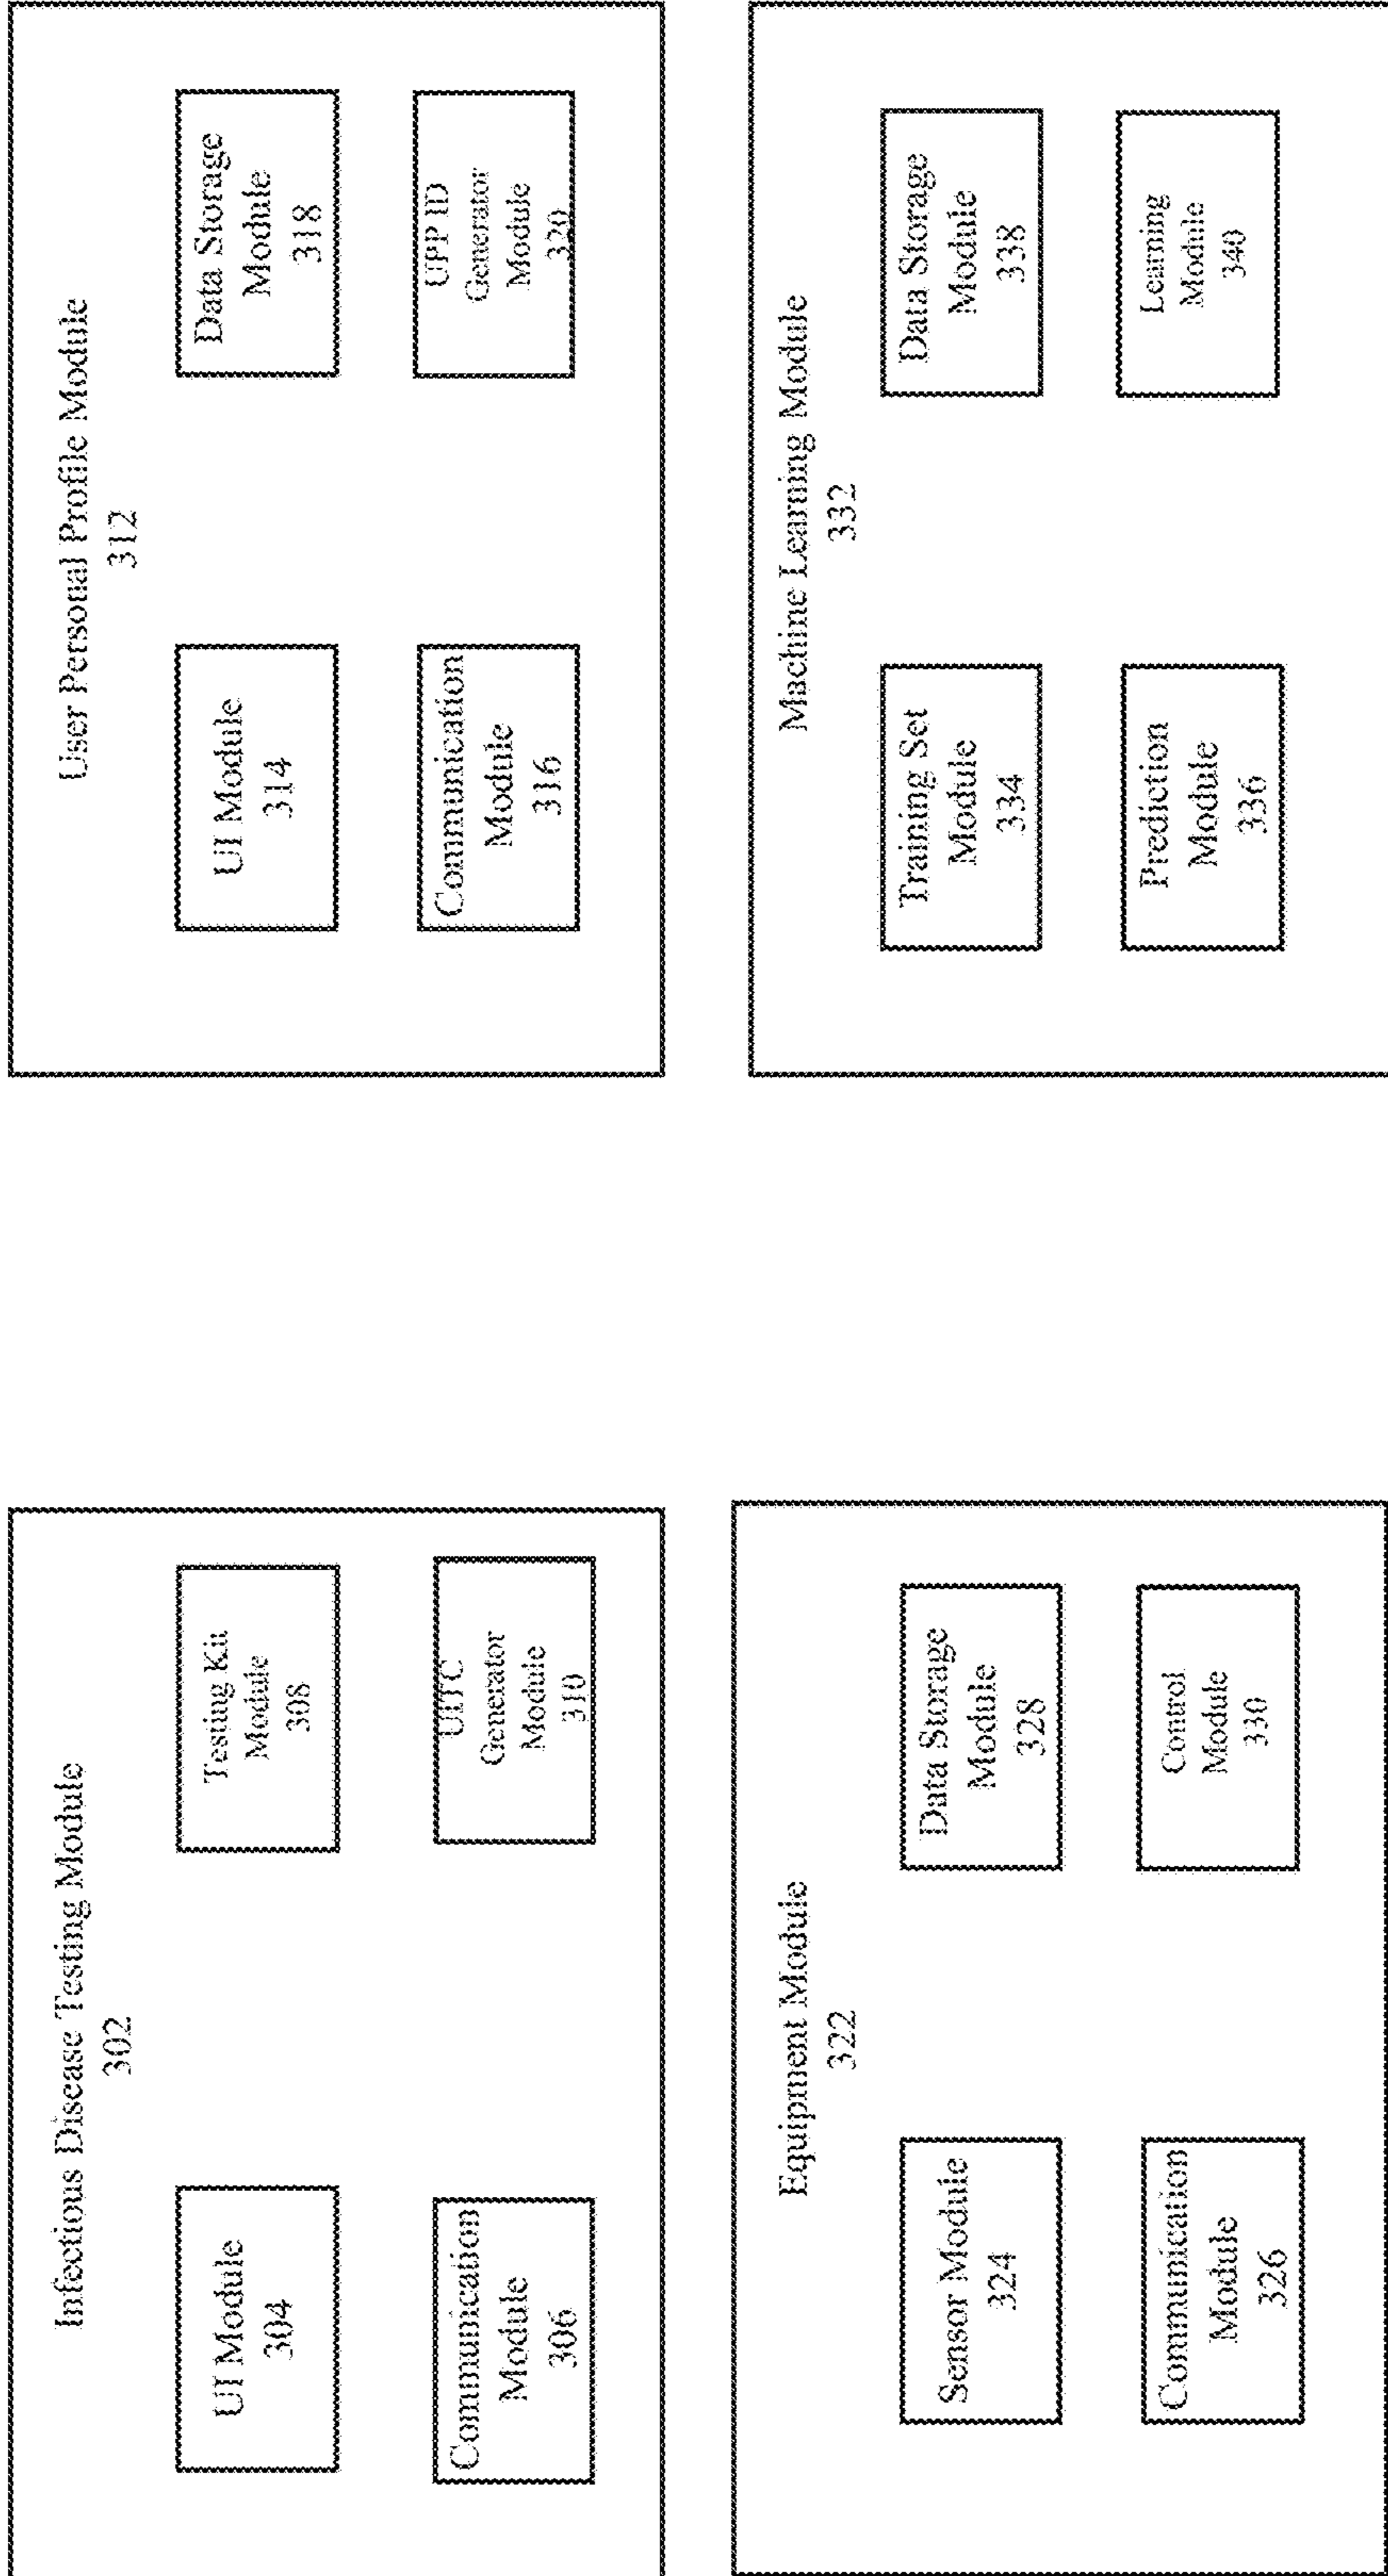 Infectious Disease Testing Module
302
UI Module
304
Testing Kit
Module
308
Communication
Module
306
UITC
Generator
Module
310
User Personal Profile Module
312
UI Module
314
Data Storage
Module
318
Communication
Module
316
UPP ID
Generator
Module
320
Equipment Module
322
Sensor Module
324
Data Storage
Module
328
Communication
Module
326
Control
Module
330
Machine Learning Module
332
Training Set
Module
334
Data Storage
Module
338
Prediction
Module
336
Learning
Module
340